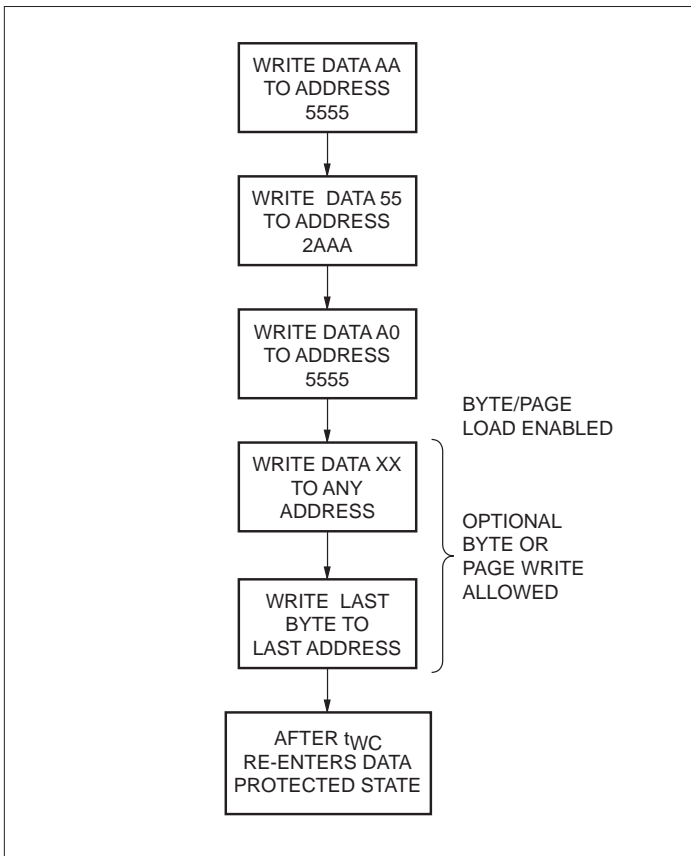 WRITE DATA AA
TO ADDRESS
5555
WRITE DATA 55
TO ADDRESS
2AAA
WRITE DATA A0
TO ADDRESS
5555
BYTE/PAGE
LOAD ENABLED
WRITE DATA XX
TO ANY
ADDRESS
OPTIONAL
BYTE OR
PAGE WRITE
ALLOWED
WRITE LAST
BYTE TO
LAST ADDRESS
AFTER tWC
RE-ENTERS DATA
PROTECTED STATE